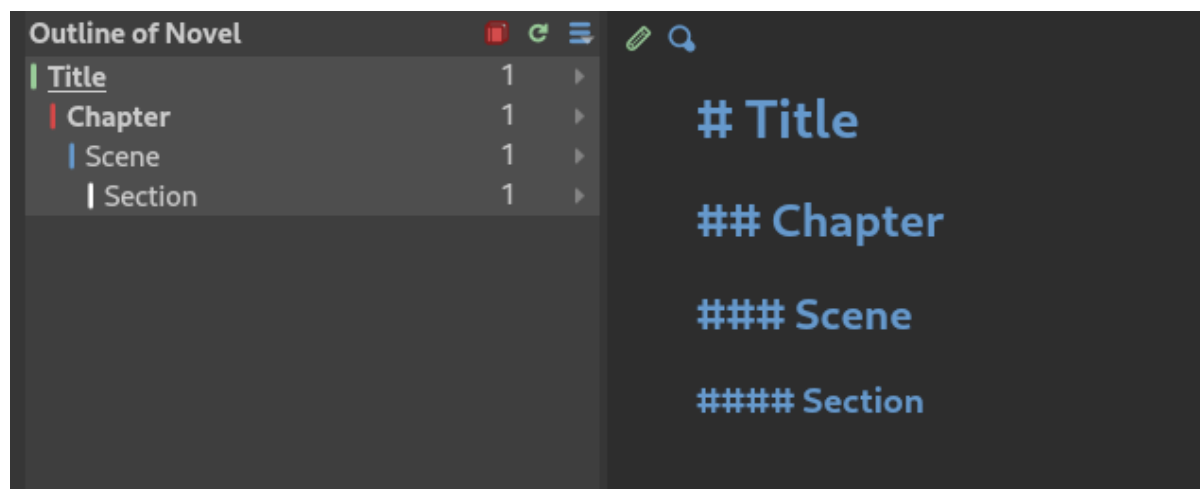 Outline of Novel
Title 1
Chapter 1
Scene 1
Section 1
# Title
## Chapter
### Scene
#### Section